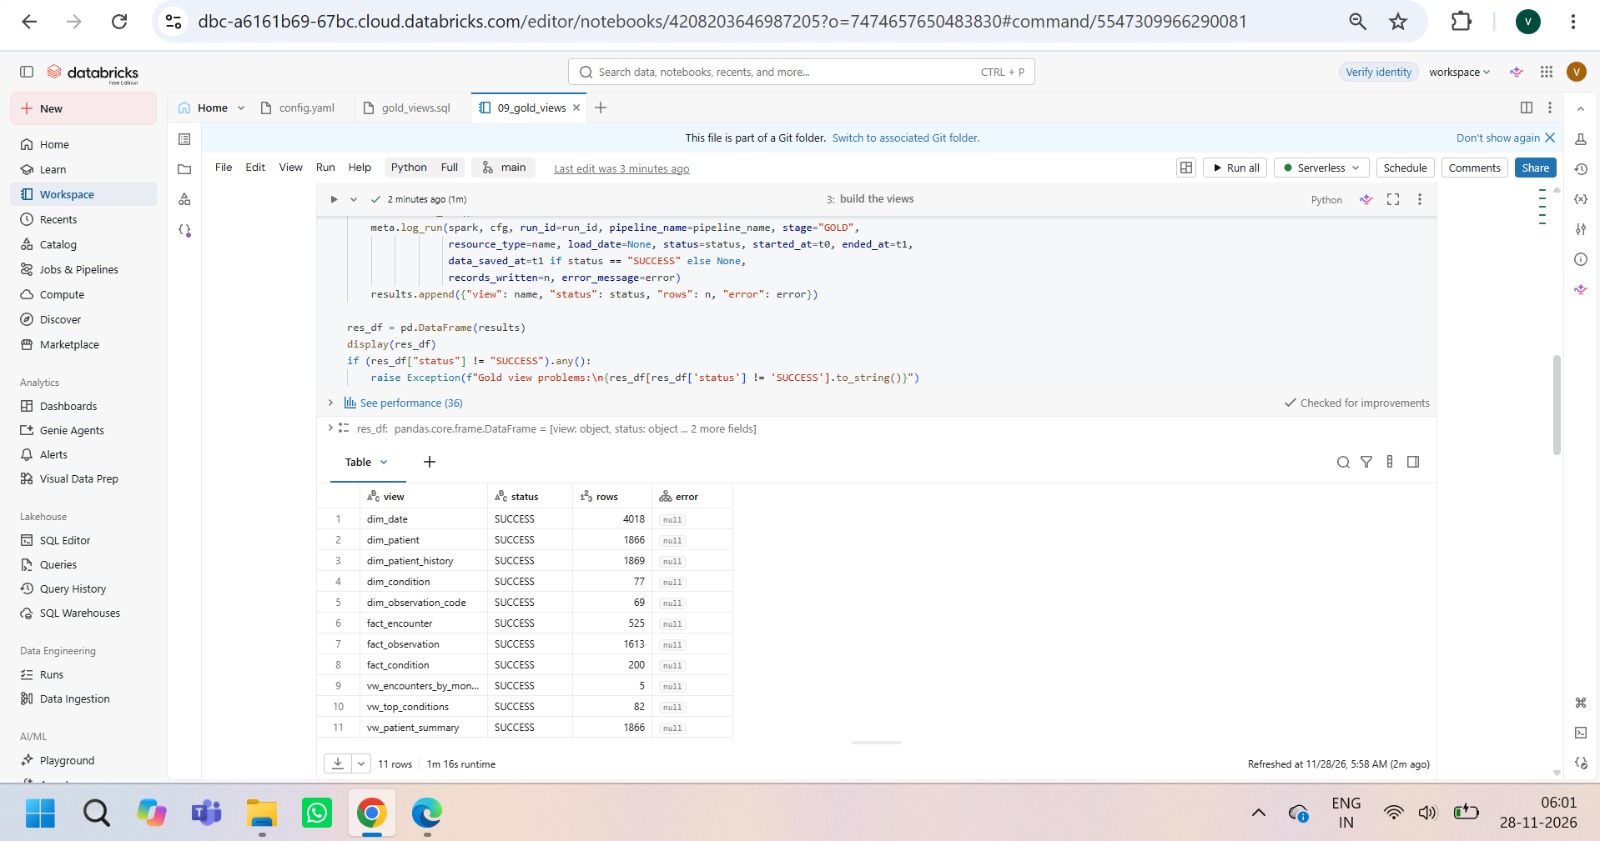 dbc-a6161b69-67bc.cloud.databricks.com/editor/notebooks/4208203646987205?o=7474657650483830#command/5547309966290081
V
databricks
Free Edition
Search data, notebooks, recents, and more...
CTRL + P
Verify identity
workspace
V
New
Home
config.yaml
gold_views.sql
09_gold_views
This file is part of a Git folder. Switch to associated Git folder.
Don't show again
Home
Learn
Workspace
Recents
Catalog
Jobs & Pipelines
Compute
Discover
Marketplace
Analytics
Dashboards
Genie Agents
Alerts
Visual Data Prep
Lakehouse
SQL Editor
Queries
Query History
SQL Warehouses
Data Engineering
Runs
Data Ingestion
AI/ML
Playground
File Edit View Run Help Python Full main Last edit was 3 minutes ago
Run all Serverless Schedule Comments Share
2 minutes ago (1m)
3: build the views
Python
meta.log_run(spark, cfg, run_id=run_id, pipeline_name=pipeline_name, stage="GOLD",
resource_type=name, load_date=None, status=status, started_at=t0, ended_at=t1,
data_saved_at=t1 if status == "SUCCESS" else None,
records_written=n, error_message=error)
results.append({"view": name, "status": status, "rows": n, "error": error})
res_df = pd.DataFrame(results)
display(res_df)
if (res_df["status"] != "SUCCESS").any():
raise Exception(f"Gold view problems:\n{res_df[res_df['status'] != 'SUCCESS'].to_string()}")
See performance (36)
Checked for improvements
res_df: pandas.core.frame.DataFrame = [view: object, status: object ... 2 more fields]
Table
view status rows error
1 dim_date SUCCESS 4018 null
2 dim_patient SUCCESS 1866 null
3 dim_patient_history SUCCESS 1869 null
4 dim_condition SUCCESS 77 null
5 dim_observation_code SUCCESS 69 null
6 fact_encounter SUCCESS 525 null
7 fact_observation SUCCESS 1613 null
8 fact_condition SUCCESS 200 null
9 vw_encounters_by_mon... SUCCESS 5 null
10 vw_top_conditions SUCCESS 82 null
11 vw_patient_summary SUCCESS 1866 null
11 rows 1m 16s runtime
Refreshed at 11/28/26, 5:58 AM (2m ago)
ENG
IN
06:01
28-11-2026